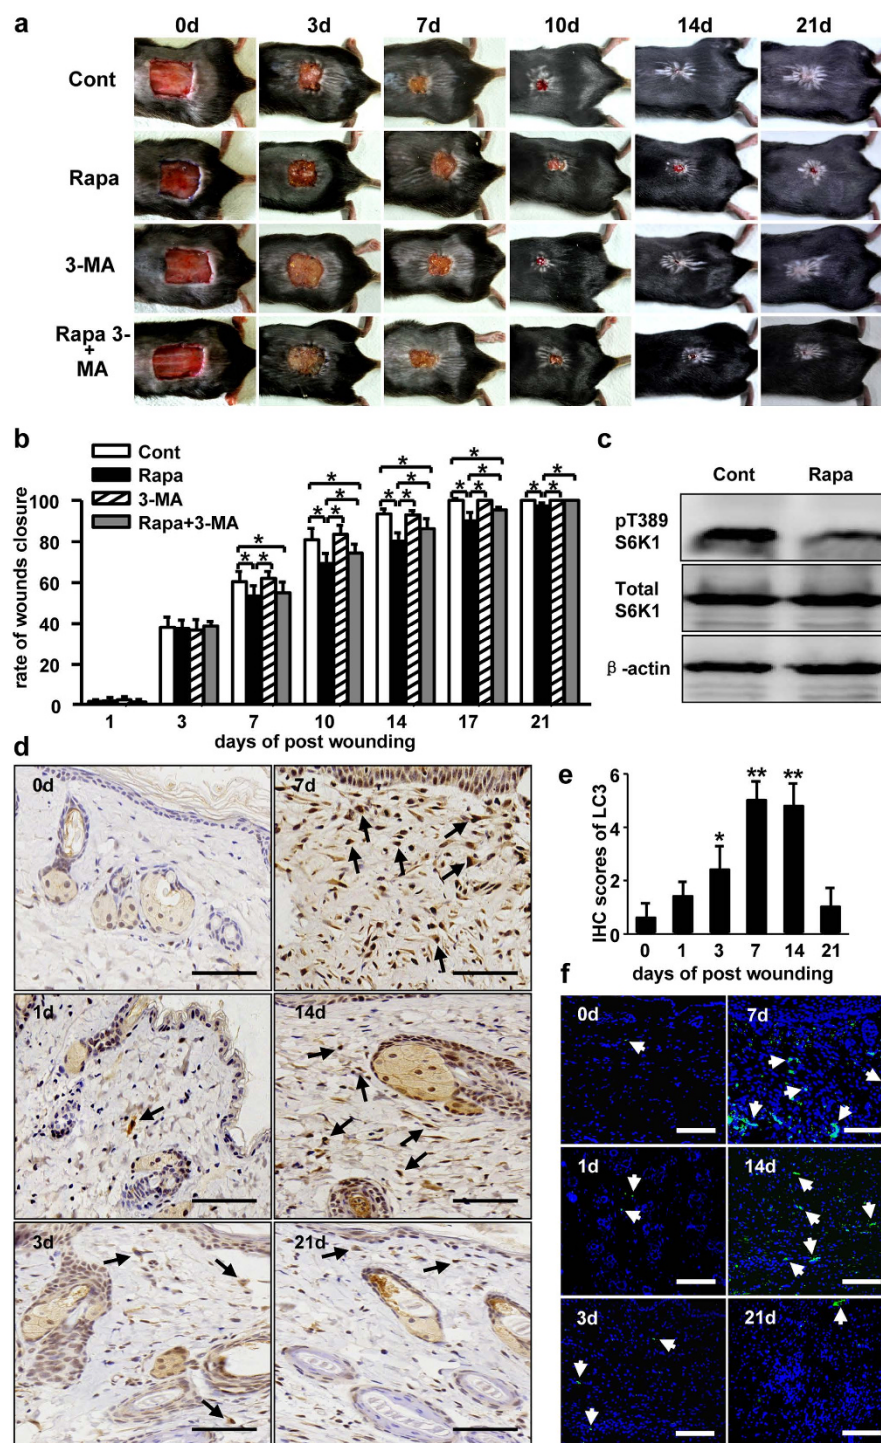 a
0d 3d 7d 10d 14d 21d
Cont
Rapa
3-MA
Rapa 3-
+
MA
b
Cont
Rapa
3-MA
Rapa+3-MA
* * * * * * * * * * * * * * * * * *
rate of wounds closure
100
80
60
40
20
0
1 3 7 10 14 17 21
days of post wounding
c
Cont Rapa
pT389
S6K1
Total
S6K1
β-actin
d
0d
7d
1d
14d
3d
21d
e
IHC scores of LC3
6
4
2
0
* ** **
0 1 3 7 14 21
days of post wounding
f
0d
7d
1d
14d
3d
21d